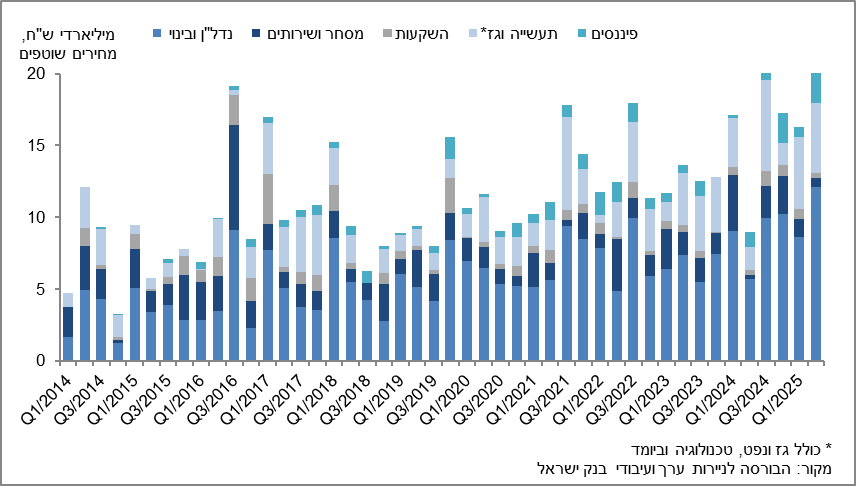 מיליארדי ש"ח,
מחירים שוטפים
נדל"ן ובינוי מסחר ושירותים השקעות תעשייה וגז* פיננסים
20
15
10
5
0
Q1/2014 Q3/2014 Q1/2015 Q3/2015 Q1/2016 Q3/2016 Q1/2017 Q3/2017 Q1/2018 Q3/2018 Q1/2019 Q3/2019 Q1/2020 Q3/2020 Q1/2021 Q3/2021 Q1/2022 Q3/2022 Q1/2023 Q3/2023 Q1/2024 Q3/2024 Q1/2025
* כולל גז ונפט, טכנולוגיה וביומד
מקור: הבורסה לניירות ערך ועיבודי בנק ישראל